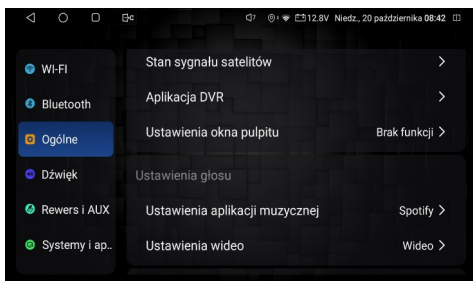 7 12.8V Niedz., 20 października 08:42
WI-FI
Bluetooth
Ogólne
Dźwięk
Rewers i AUX
Systemy i ap..
Stan sygnału satelitów
Aplikacja DVR
Ustawienia okna pulpitu Brak funkcji
Ustawienia głosu
Ustawienia aplikacji muzycznej Spotify
Ustawienia wideo Wideo